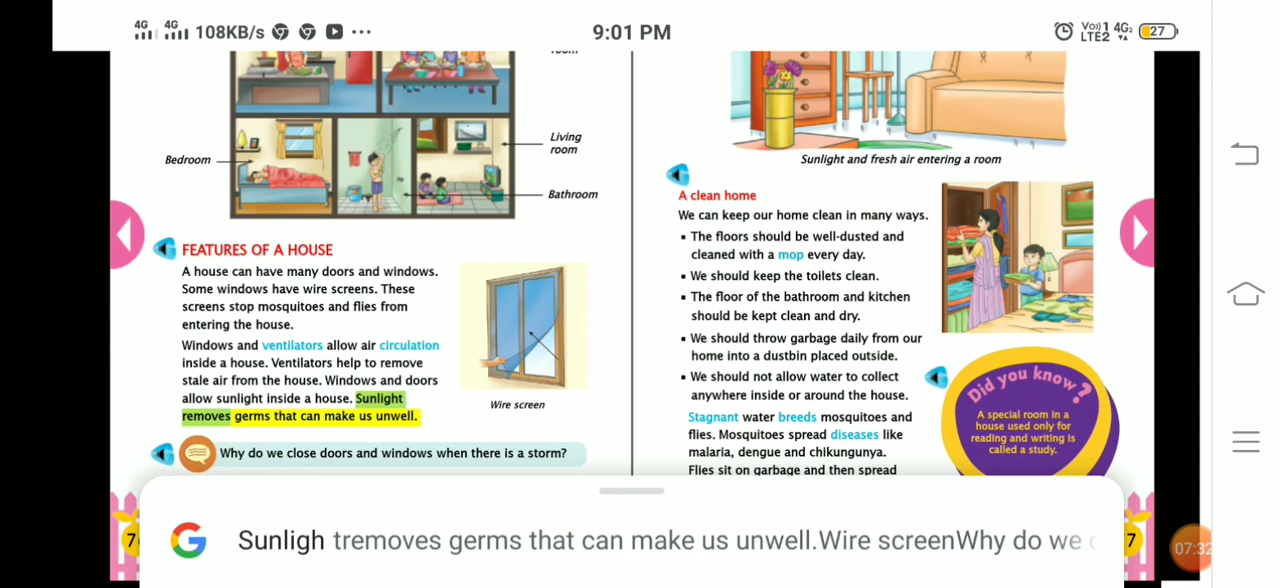 4G 4G 108KB/s
9:01 PM
Vo)) 1 4G2
LTE2
27
Living
room
Bedroom
Bathroom
FEATURES OF A HOUSE
A house can have many doors and windows.
Some windows have wire screens. These
screens stop mosquitoes and flies from
entering the house.
Windows and ventilators allow air circulation
inside a house. Ventilators help to remove
stale air from the house. Windows and doors
allow sunlight inside a house. Sunlight
removes germs that can make us unwell.
Wire screen
Why do we close doors and windows when there is a storm?
Sunlight and fresh air entering a room
A clean home
We can keep our home clean in many ways.
▪ The floors should be well-dusted and
cleaned with a mop every day.
▪ We should keep the toilets clean.
▪ The floor of the bathroom and kitchen
should be kept clean and dry.
▪ We should throw garbage daily from our
home into a dustbin placed outside.
▪ We should not allow water to collect
anywhere inside or around the house.
Stagnant water breeds mosquitoes and
flies. Mosquitoes spread diseases like
malaria, dengue and chikungunya.
Flies sit on garbage and then spread
Did you know?
A special room in a
house used only for
reading and writing is
called a study.
Sunligh tremoves germs that can make us unwell.Wire screenWhy do we
7
7
07:32